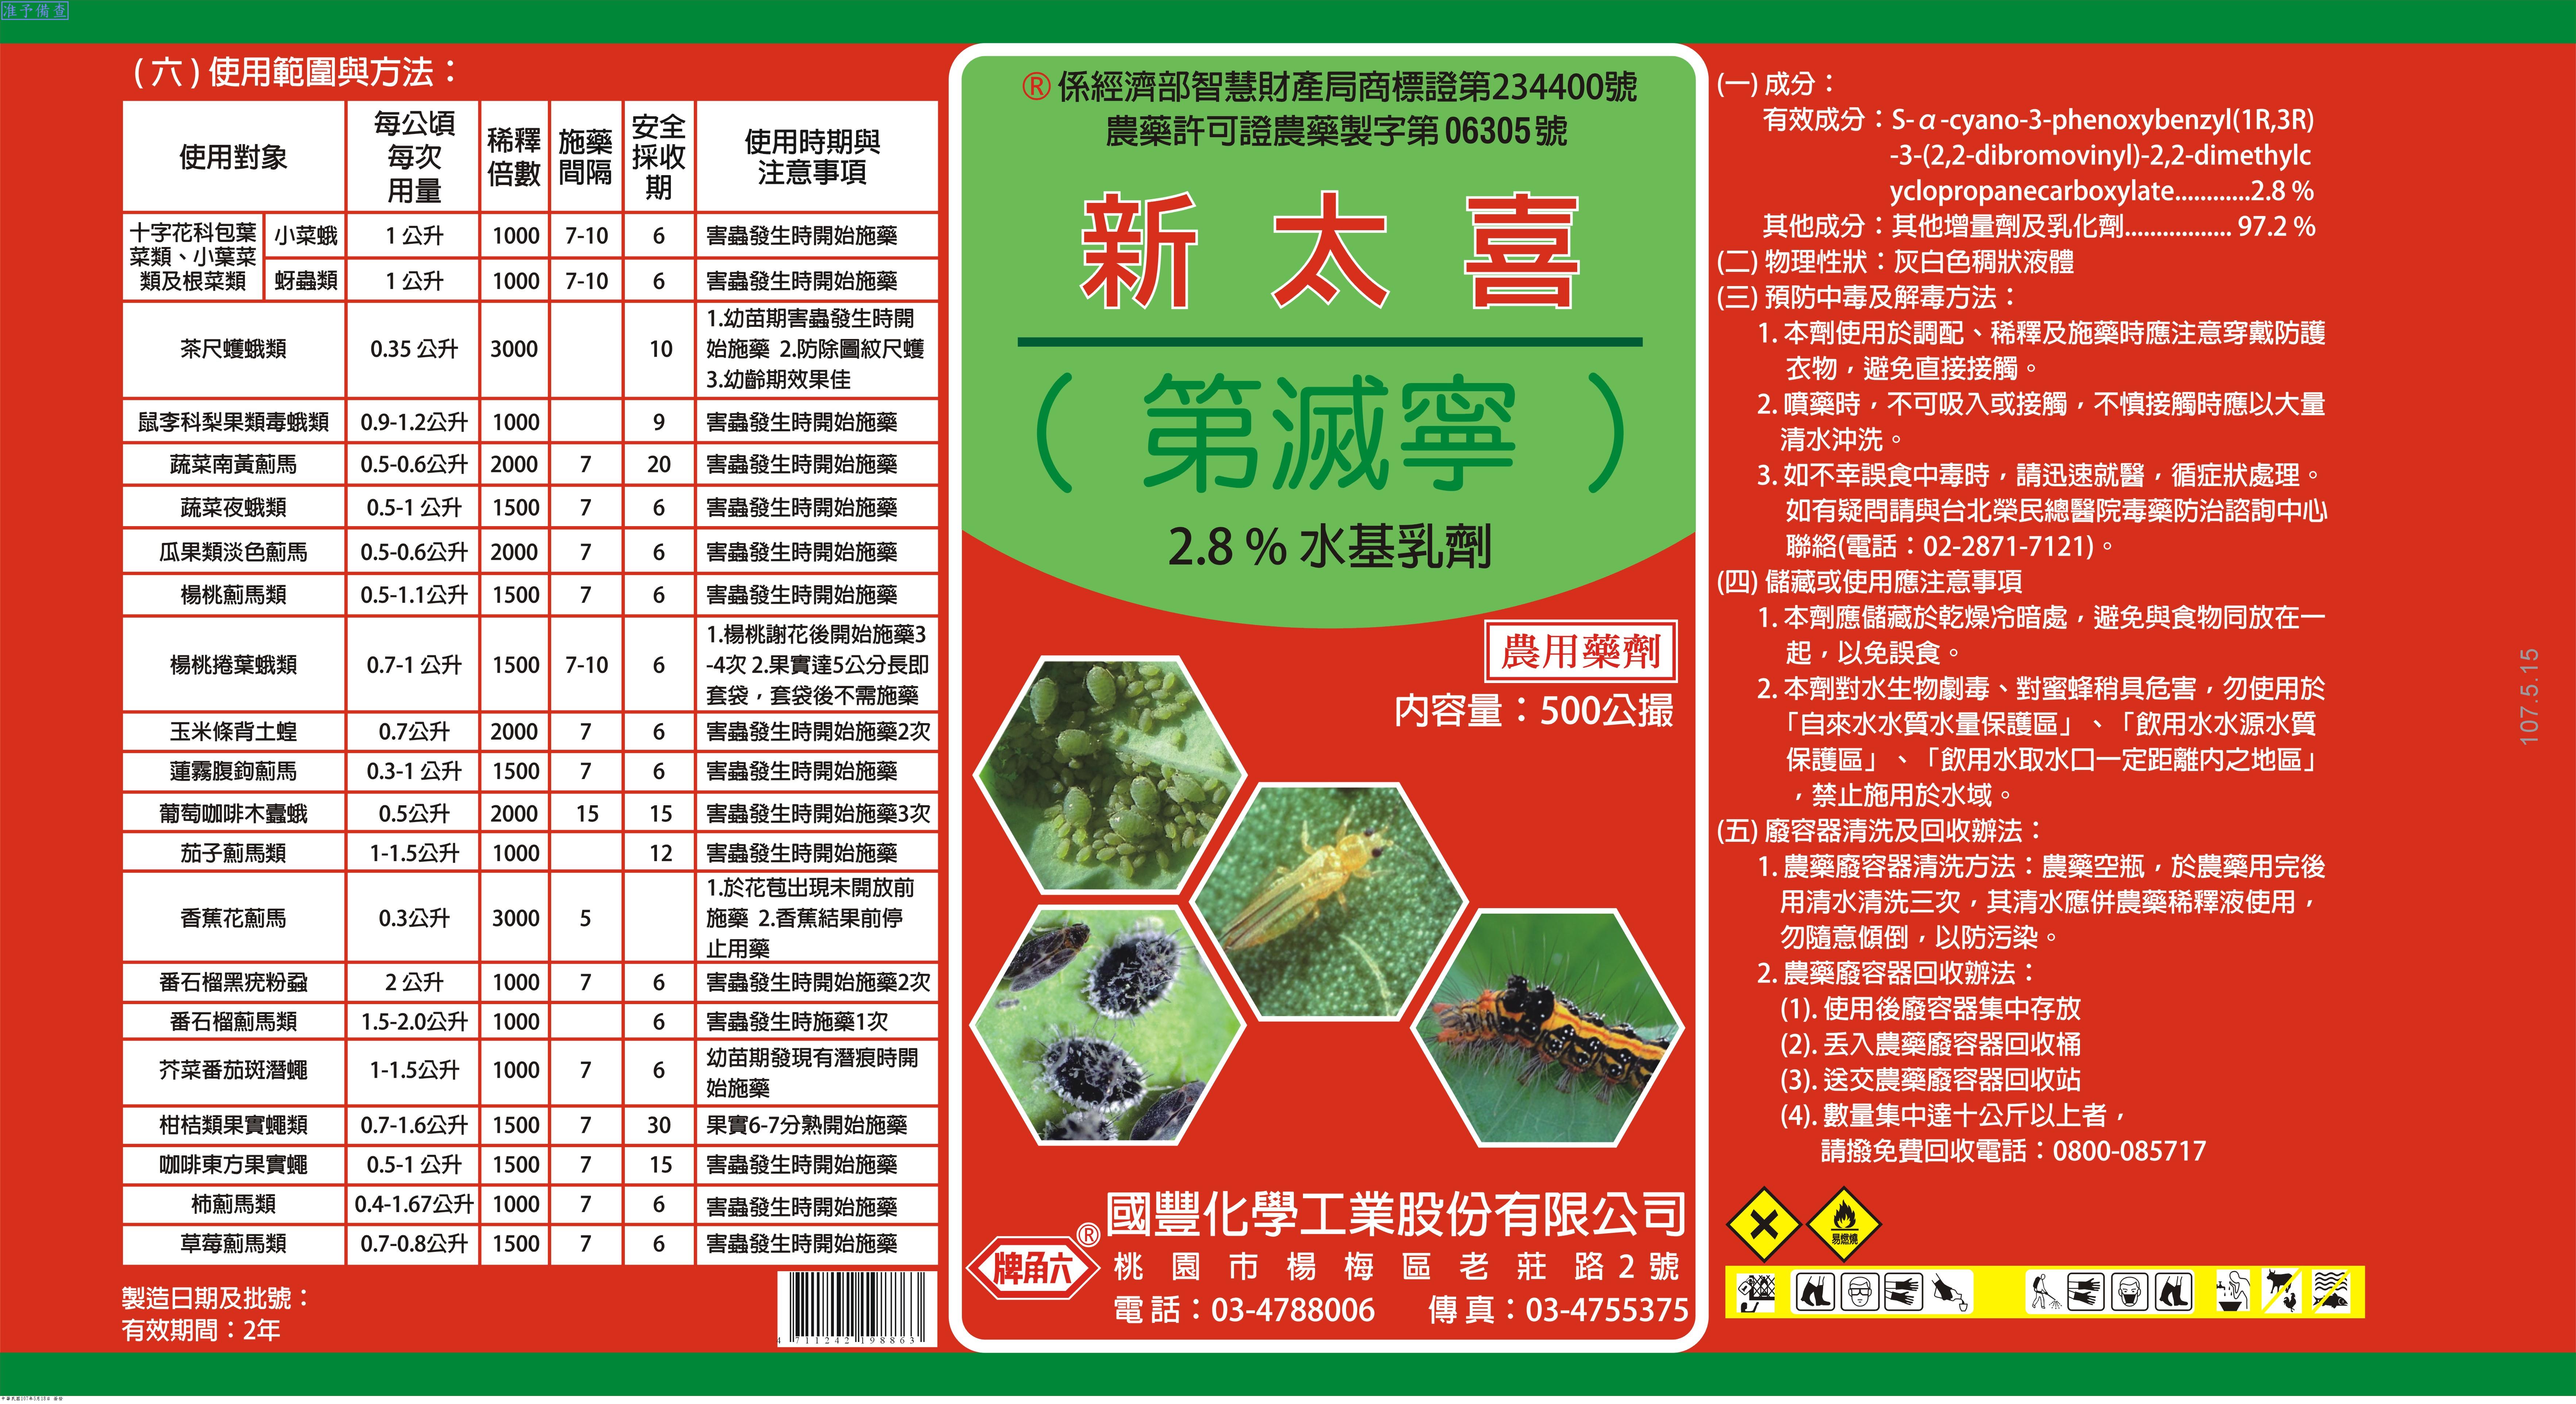 准予備查
(六)使用範圍與方法：
使用對象 每公頃每次用量 稀釋倍數 施藥間隔 安全採收期 使用時期與注意事項
十字花科包葉菜類、小葉菜類及根菜類 小菜蛾 1 公升 1000 7-10 6 害蟲發生時開始施藥
蚜蟲類 1 公升 1000 7-10 6 害蟲發生時開始施藥
茶尺蠖蛾類 0.35 公升 3000 10 1.幼苗期害蟲發生時開始施藥 2.防除圖紋尺蠖 3.幼齡期效果佳
鼠李科梨果類毒蛾類 0.9-1.2公升 1000 9 害蟲發生時開始施藥
蔬菜南黃薊馬 0.5-0.6公升 2000 7 20 害蟲發生時開始施藥
蔬菜夜蛾類 0.5-1 公升 1500 7 6 害蟲發生時開始施藥
瓜果類淡色薊馬 0.5-0.6公升 2000 7 6 害蟲發生時開始施藥
楊桃薊馬類 0.5-1.1公升 1500 7 6 害蟲發生時開始施藥
楊桃捲葉蛾類 0.7-1 公升 1500 7-10 6 1.楊桃謝花後開始施藥3-4次 2.果實達5公分長即套袋，套袋後不需施藥
玉米條背土蝗 0.7公升 2000 7 6 害蟲發生時開始施藥2次
蓮霧腹鉤薊馬 0.3-1 公升 1500 7 6 害蟲發生時開始施藥
葡萄咖啡木蠹蛾 0.5公升 2000 15 15 害蟲發生時開始施藥3次
茄子薊馬類 1-1.5公升 1000 12 害蟲發生時開始施藥
香蕉花薊馬 0.3公升 3000 5 1.於花苞出現未開放前施藥 2.香蕉結果前停止用藥
番石榴黑疣粉蝨 2 公升 1000 7 6 害蟲發生時開始施藥2次
番石榴薊馬類 1.5-2.0公升 1000 6 害蟲發生時施藥1次
芥菜番茄斑潛蠅 1-1.5公升 1000 7 6 幼苗期發現有潛痕時開始施藥
柑桔類果實蠅類 0.7-1.6公升 1500 7 30 果實6-7分熟開始施藥
咖啡東方果實蠅 0.5-1 公升 1500 7 15 害蟲發生時開始施藥
柿薊馬類 0.4-1.67公升 1000 7 6 害蟲發生時開始施藥
草莓薊馬類 0.7-0.8公升 1500 7 6 害蟲發生時開始施藥
製造日期及批號：
有效期間：2年
4 711242 198863
®係經濟部智慧財產局商標證第234400號
農藥許可證農藥製字第06305號
新太喜
（第滅寧）
2.8 % 水基乳劑
農用藥劑
內容量：500公撮
國豐化學工業股份有限公司
牌角六®
桃園市楊梅區老莊路2號
電話：03-4788006 傳真：03-4755375
(一) 成分：
有效成分：S-α-cyano-3-phenoxybenzyl(1R,3R)
-3-(2,2-dibromovinyl)-2,2-dimethylc
yclopropanecarboxylate............2.8 %
其他成分：其他增量劑及乳化劑................. 97.2 %
(二) 物理性狀：灰白色稠狀液體
(三) 預防中毒及解毒方法：
1. 本劑使用於調配、稀釋及施藥時應注意穿戴防護
衣物，避免直接接觸。
2. 噴藥時，不可吸入或接觸，不慎接觸時應以大量
清水沖洗。
3. 如不幸誤食中毒時，請迅速就醫，循症狀處理。
如有疑問請與台北榮民總醫院毒藥防治諮詢中心
聯絡(電話：02-2871-7121)。
(四) 儲藏或使用應注意事項
1. 本劑應儲藏於乾燥冷暗處，避免與食物同放在一
起，以免誤食。
2. 本劑對水生物劇毒、對蜜蜂稍具危害，勿使用於
「自來水水質水量保護區」、「飲用水水源水質
保護區」、「飲用水取水口一定距離內之地區」
，禁止施用於水域。
(五) 廢容器清洗及回收辦法：
1. 農藥廢容器清洗方法：農藥空瓶，於農藥用完後
用清水清洗三次，其清水應併農藥稀釋液使用，
勿隨意傾倒，以防污染。
2. 農藥廢容器回收辦法：
(1). 使用後廢容器集中存放
(2). 丟入農藥廢容器回收桶
(3). 送交農藥廢容器回收站
(4). 數量集中達十公斤以上者，
請撥免費回收電話：0800-085717
易燃燒
107.5.15